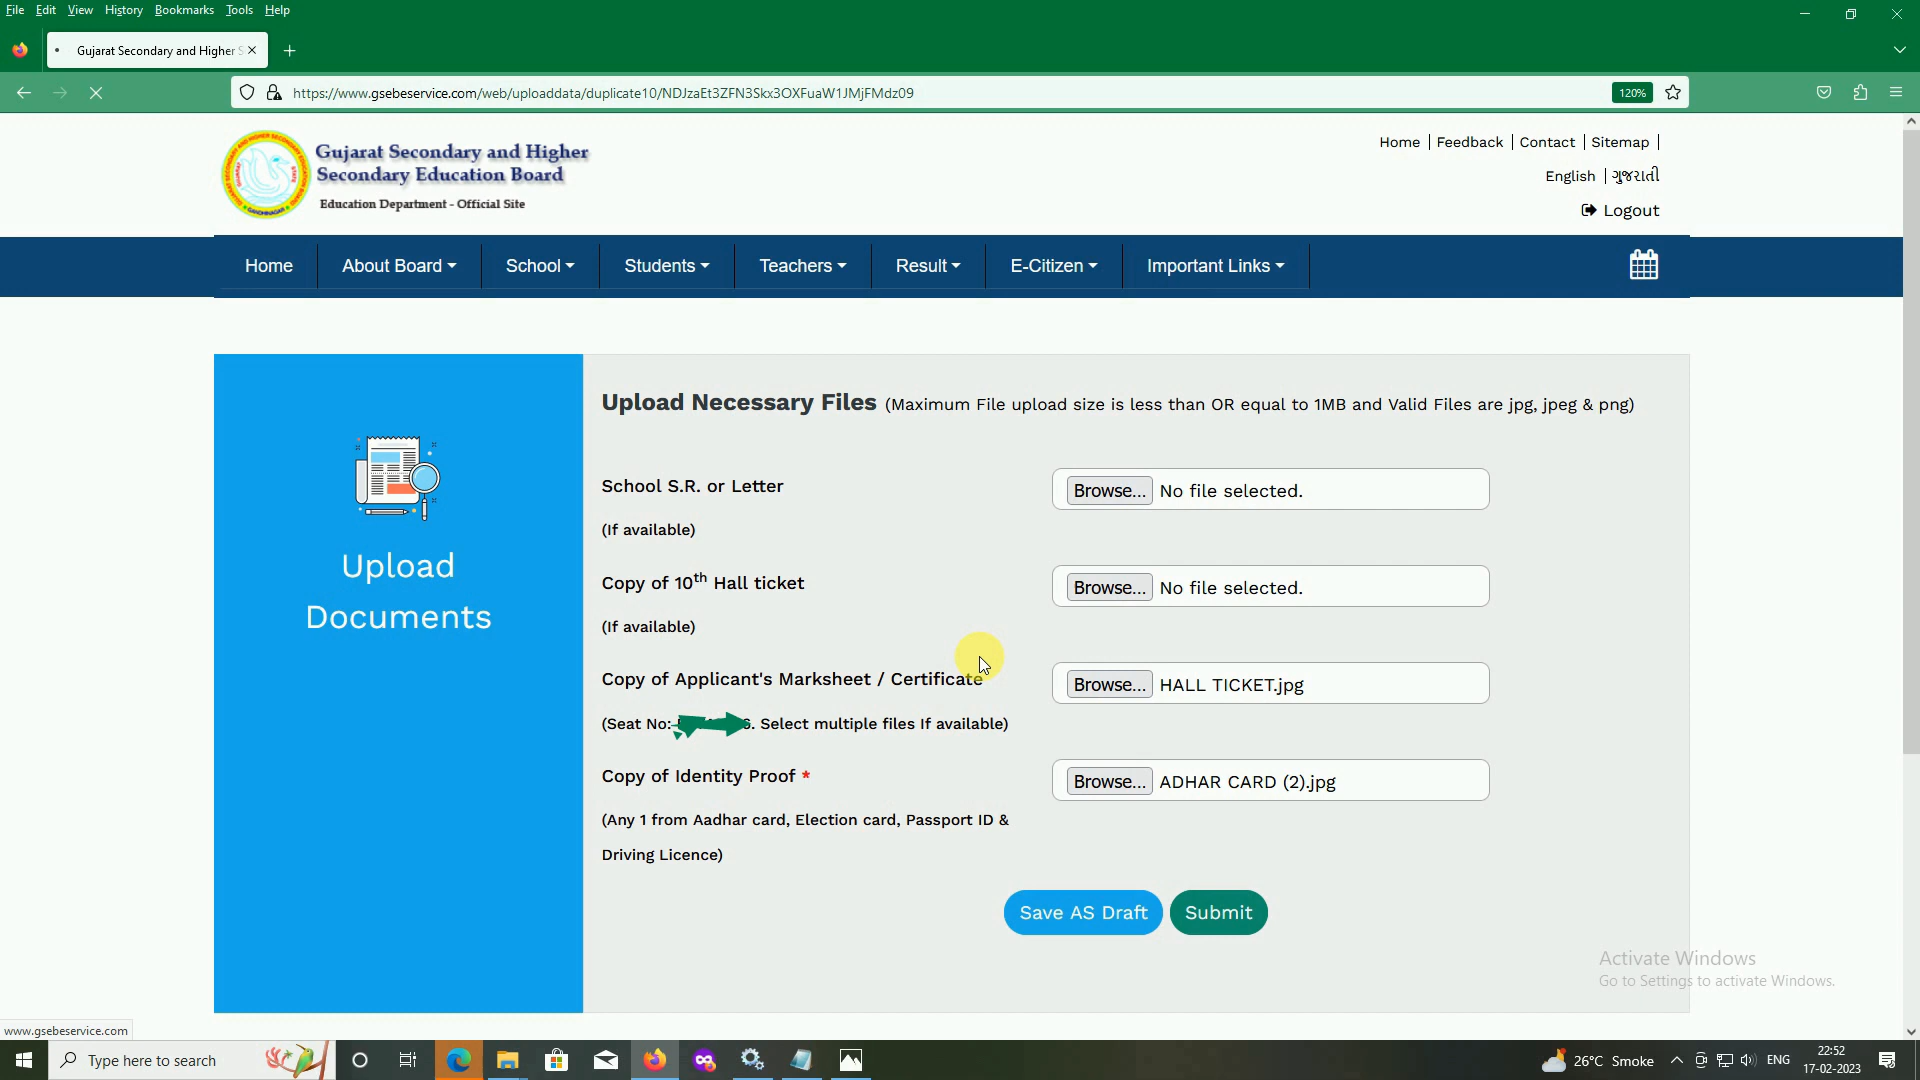 File Edit View History Bookmarks Tools Help
Gujarat Secondary and Higher S
https://www.gsebeservice.com/web/uploaddata/duplicate10/NDJzaEt3ZFN3Skx3OXFuaW1JMjFMdz09
120%
Gujarat Secondary and Higher
Secondary Education Board
Education Department - Official Site
Home | Feedback | Contact | Sitemap |
English | ગુજરાતી
Logout
Home About Board School Students Teachers Result E-Citizen Important Links
Upload
Documents
Upload Necessary Files (Maximum File upload size is less than OR equal to 1MB and Valid Files are jpg, jpeg & png)
School S.R. or Letter
Browse... No file selected.
(If available)
Copy of 10th Hall ticket
Browse... No file selected.
(If available)
Copy of Applicant's Marksheet / Certificate
Browse... HALL TICKET.jpg
(Seat No: . Select multiple files If available)
Copy of Identity Proof *
Browse... ADHAR CARD (2).jpg
(Any 1 from Aadhar card, Election card, Passport ID &
Driving Licence)
Save AS Draft Submit
Activate Windows
Go to Settings to activate Windows.
www.gsebeservice.com
Type here to search
26°C Smoke
ENG
22:52
17-02-2023